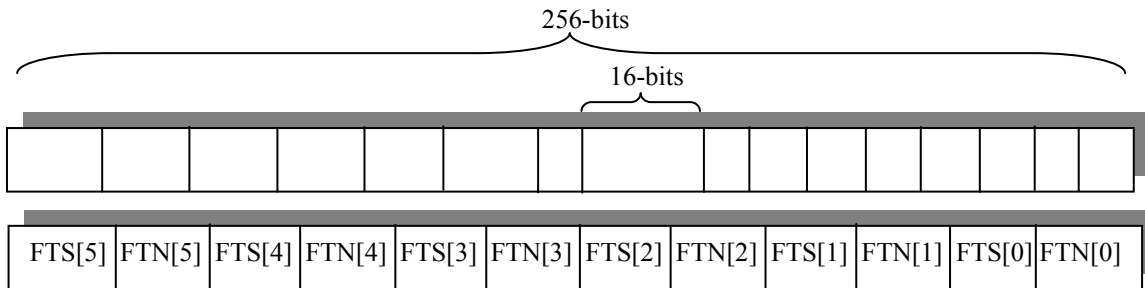 256-bits
16-bits
FTS[5] FTN[5] FTS[4] FTN[4] FTS[3] FTN[3] FTS[2] FTN[2] FTS[1] FTN[1] FTS[0] FTN[0]